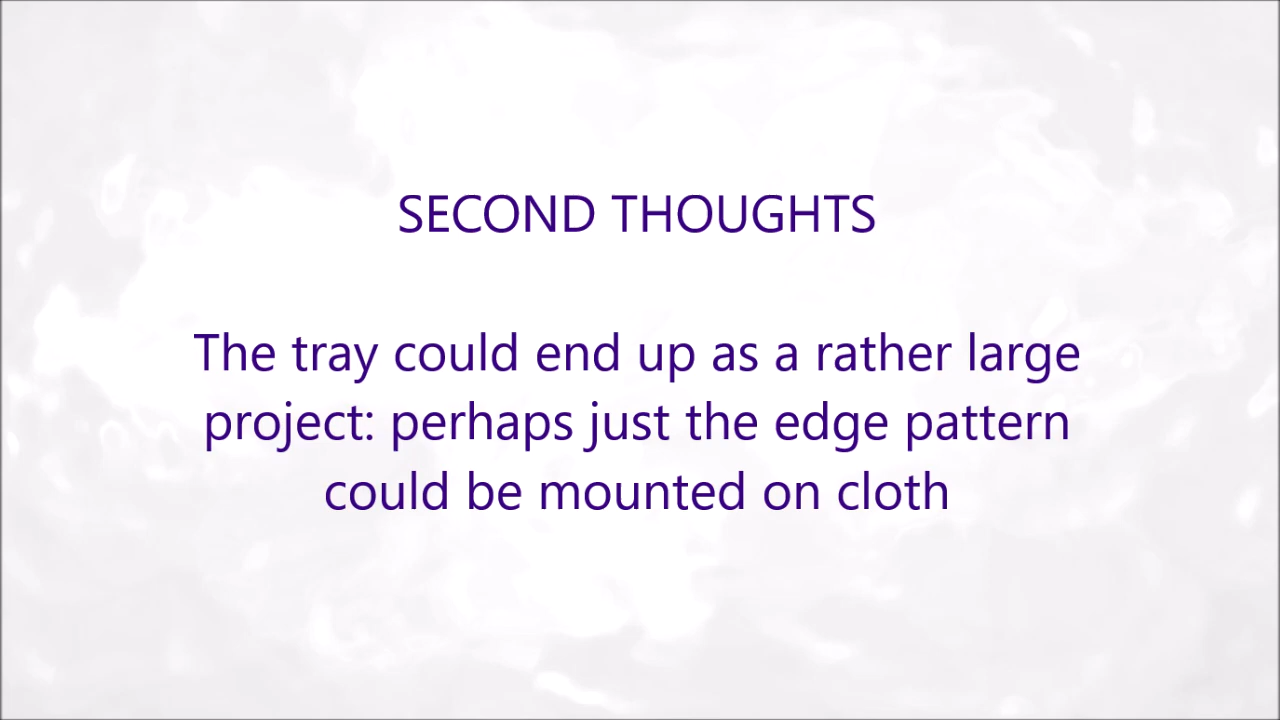 SECOND THOUGHTS
The tray could end up as a rather large
project: perhaps just the edge pattern
could be mounted on cloth